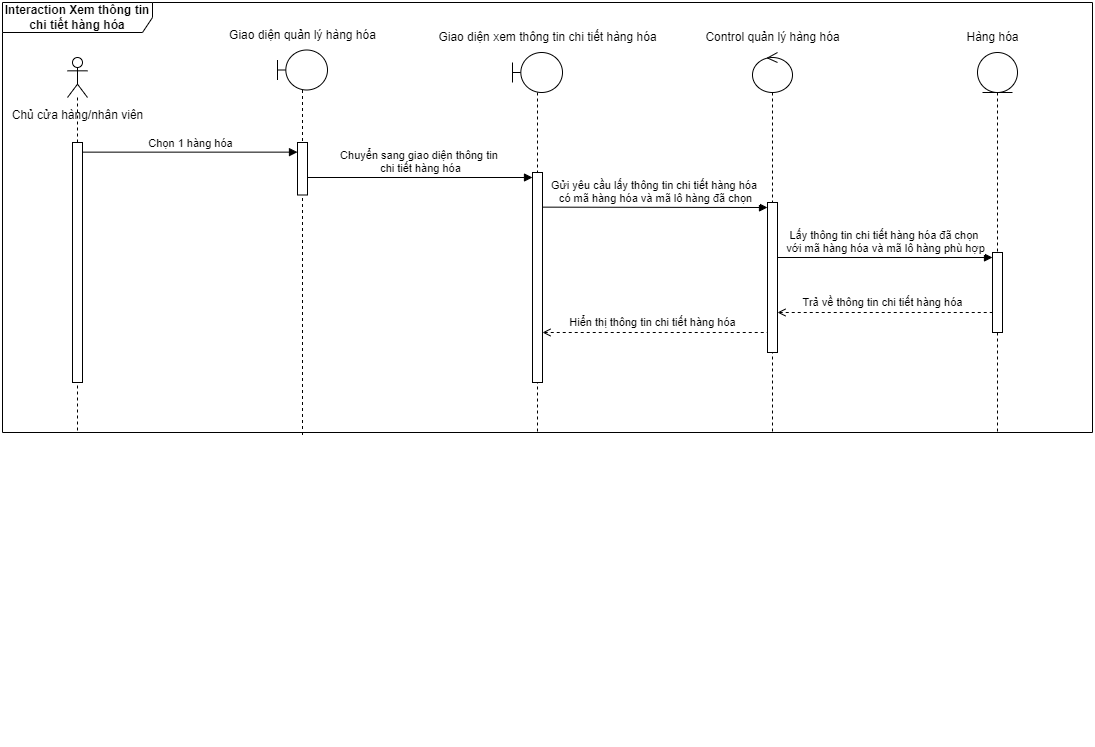 Interaction Xem thông tin
chi tiết hàng hóa
Giao diện quản lý hàng hóa
Giao diện xem thông tin chi tiết hàng hóa
Control quản lý hàng hóa
Hàng hóa
Chủ cửa hàng/nhân viên
Chọn 1 hàng hóa
Chuyển sang giao diện thông tin
chi tiết hàng hóa
Gửi yêu cầu lấy thông tin chi tiết hàng hóa
có mã hàng hóa và mã lô hàng đã chọn
Lấy thông tin chi tiết hàng hóa đã chọn
với mã hàng hóa và mã lô hàng phù hợp
Trả về thông tin chi tiết hàng hóa
Hiển thị thông tin chi tiết hàng hóa